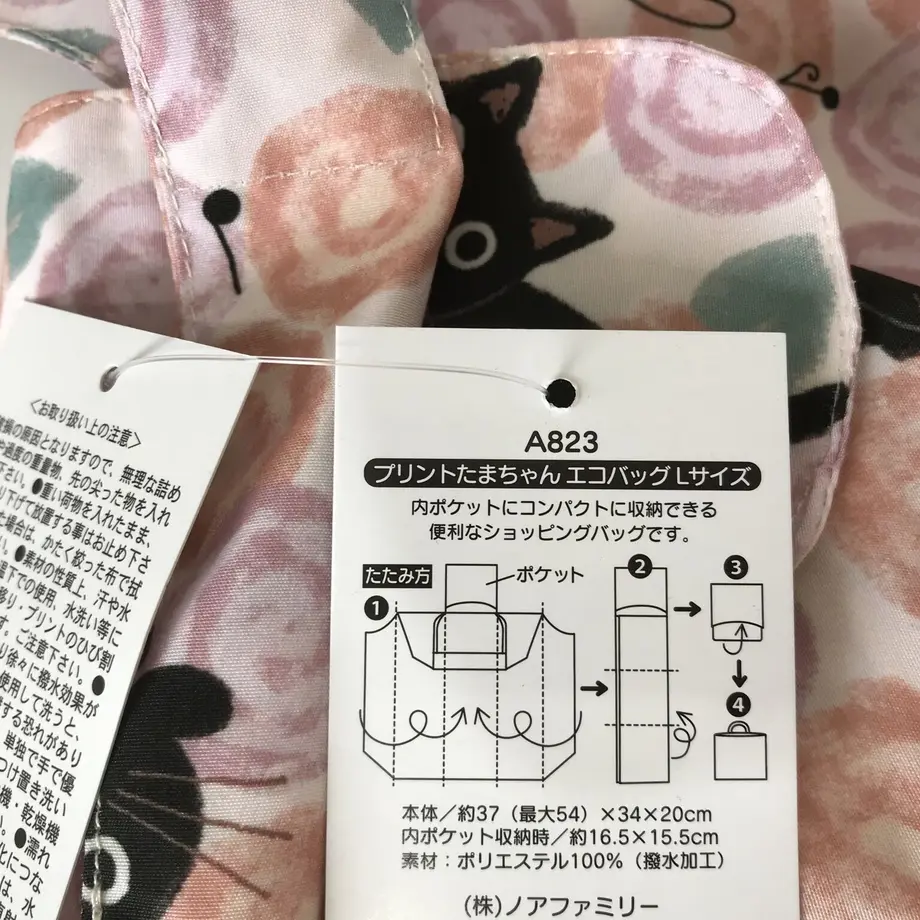 〈お取り扱い上の注意〉
破損の原因となりますので、無理な詰め
や過度の重量物、先の尖った物を入れ
下さい。●重い荷物を入れたまま、
り下げて放置する事はお止め下さ
た場合は、かたく絞った布で拭
い。●素材の性質上、汗や水
湿下での使用、水洗い等に
移り・プリントのひび割
す。ご注意下さい。●
り徐々に撥水効果が
使用して洗うと、
する恐れがあり
単独で手で優
つけ置き洗い
機・乾燥機
い。●濡れ
化につな
は、水
A823
プリントたまちゃん エコバッグ Lサイズ
内ポケットにコンパクトに収納できる
便利なショッピングバッグです。
たたみ方
ポケット
1
2
3
4
本体/約37（最大54）×34×20cm
内ポケット収納時/約16.5×15.5cm
素材：ポリエステル100%（撥水加工）
(株)ノアファミリー